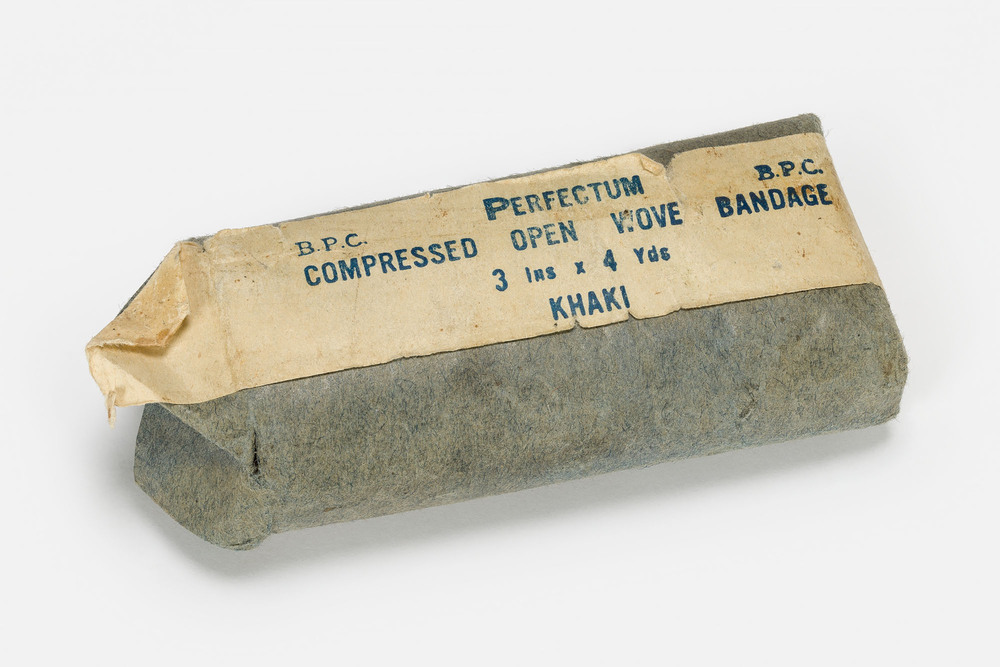 PERFECTUM
B.P.C. B.P.C.
COMPRESSED OPEN WOVE BANDAGE
3 Ins x 4 Yds
KHAKI